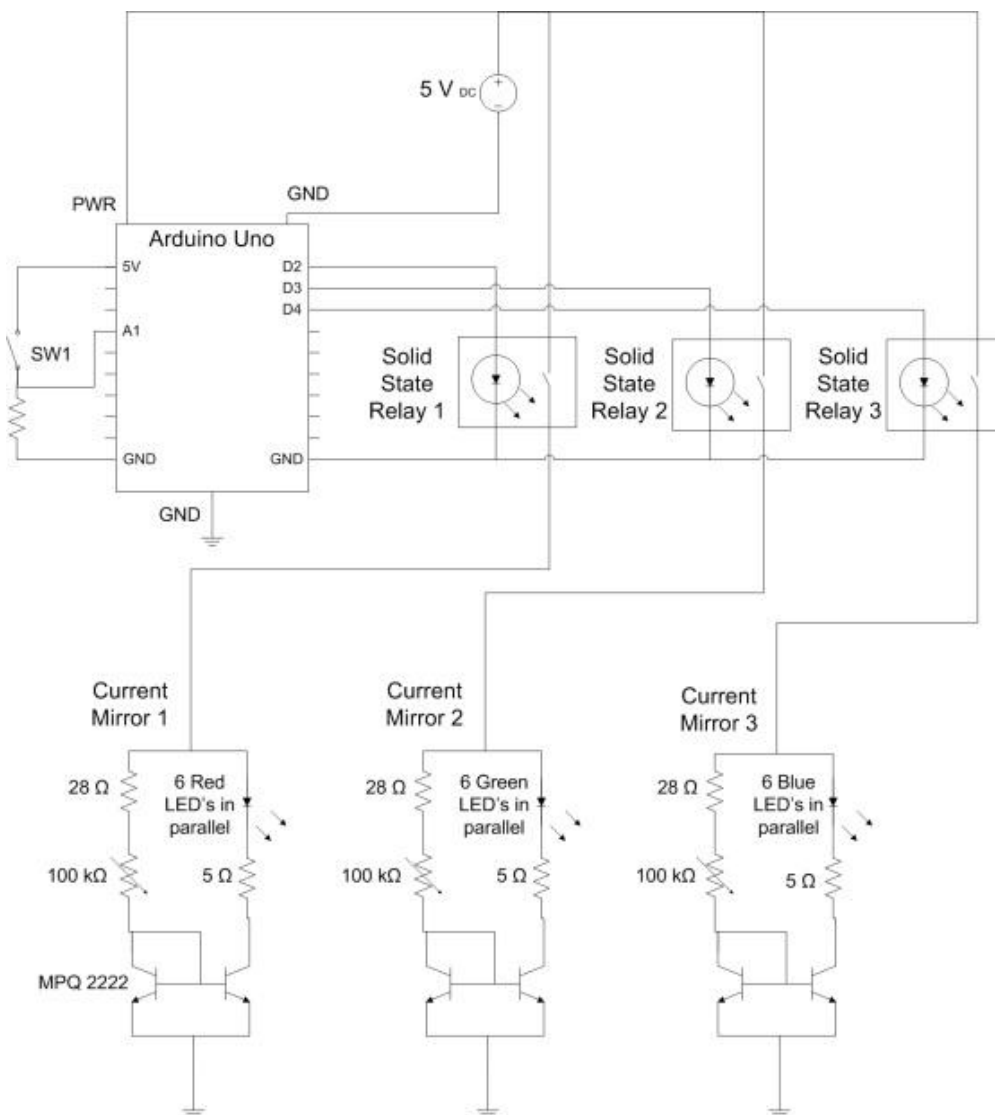 5 V DC
GND
PWR
Arduino Uno
5V
D2
D3
D4
A1
SW1
GND
GND
GND
Solid
State
Relay 1
Solid
State
Relay 2
Solid
State
Relay 3
Current
Mirror 1
28 Ω
6 Red
LED's in
parallel
100 kΩ
5 Ω
MPQ 2222
Current
Mirror 2
28 Ω
6 Green
LED's in
parallel
100 kΩ
5 Ω
Current
Mirror 3
28 Ω
6 Blue
LED's in
parallel
100 kΩ
5 Ω